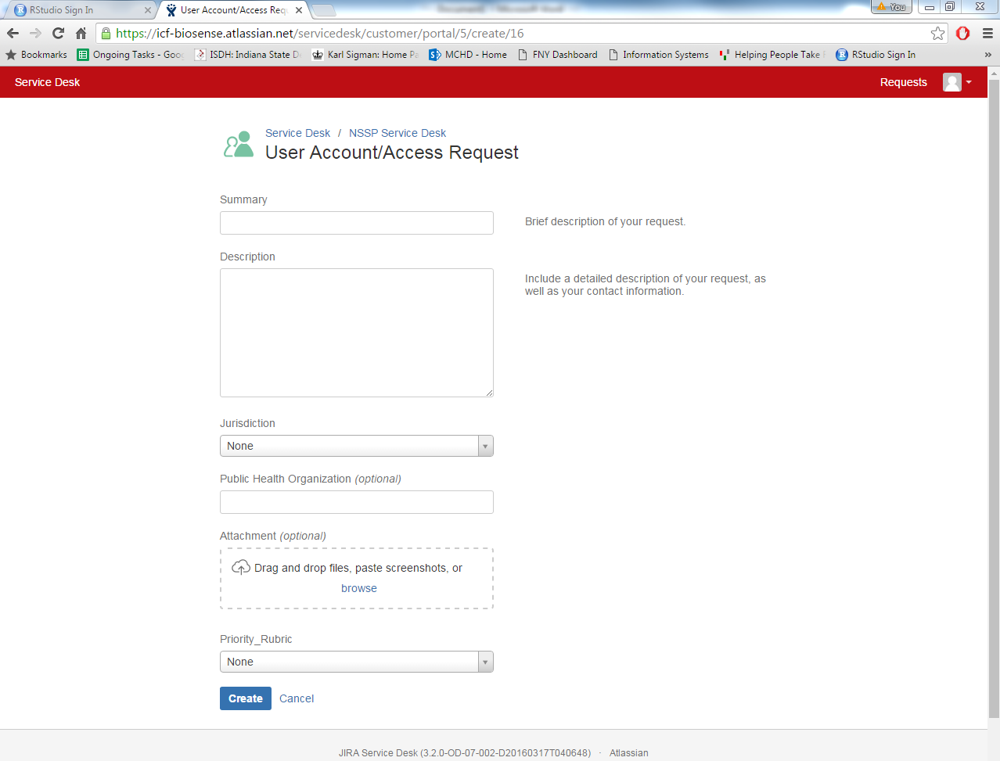 RStudio Sign In
User Account/Access Requ
You
https://icf-biosense.atlassian.net/servicedesk/customer/portal/5/create/16
Bookmarks
Ongoing Tasks - Goog
ISDH: Indiana State De
Karl Sigman: Home Pa
MCHD - Home
FNY Dashboard
Information Systems
Helping People Take
RStudio Sign In
»
Service Desk
Requests
Service Desk / NSSP Service Desk
User Account/Access Request
Summary
Brief description of your request.
Description
Include a detailed description of your request, as
well as your contact information.
Jurisdiction
None
Public Health Organization (optional)
Attachment (optional)
Drag and drop files, paste screenshots, or
browse
Priority_Rubric
None
Create
Cancel
JIRA Service Desk (3.2.0-OD-07-002-D20160317T040648) · Atlassian